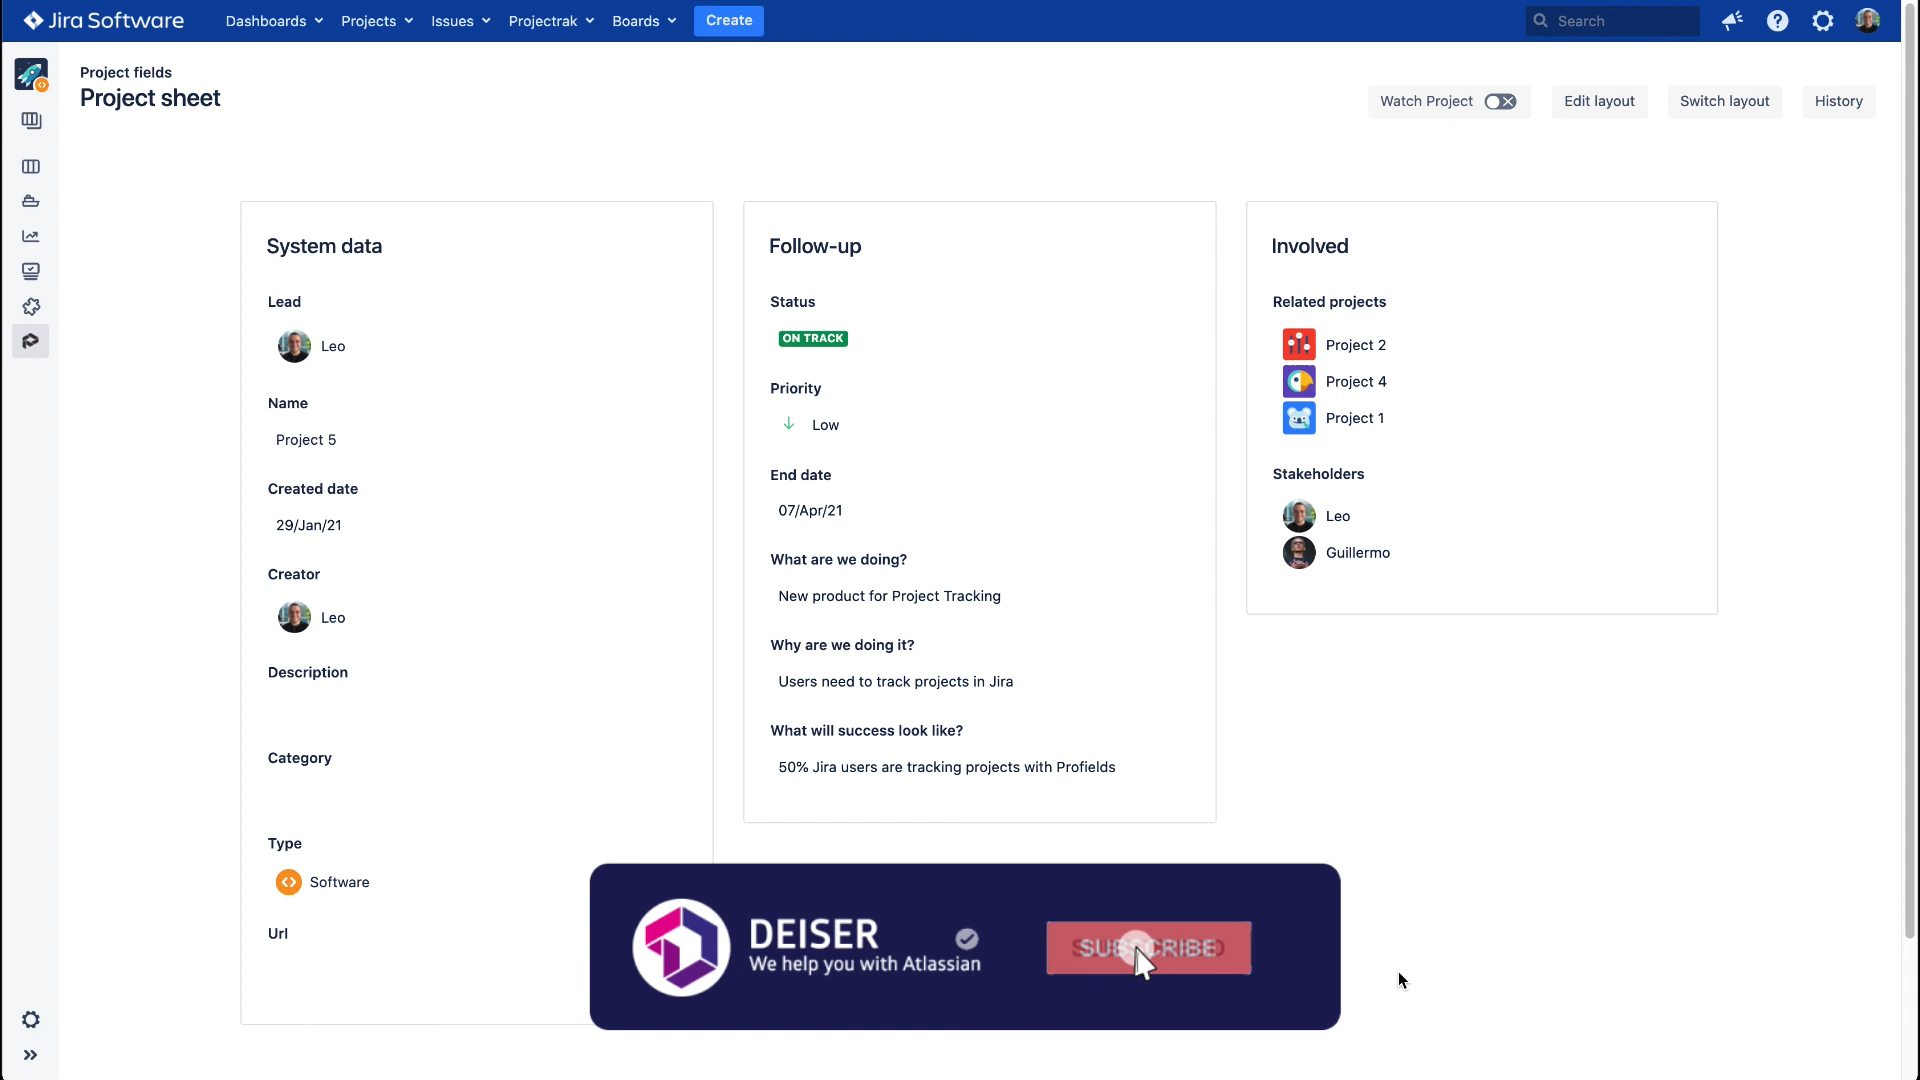 Jira Software
Dashboards
Projects
Issues
Projectrak
Boards
Create
Search
Project fields
Project sheet
Watch Project
Edit layout
Switch layout
History
System data
Lead
Leo
Name
Project 5
Created date
29/Jan/21
Creator
Leo
Description
Category
Type
Software
Url
Follow-up
Status
ON TRACK
Priority
Low
End date
07/Apr/21
What are we doing?
New product for Project Tracking
Why are we doing it?
Users need to track projects in Jira
What will success look like?
50% Jira users are tracking projects with Profields
Involved
Related projects
Project 2
Project 4
Project 1
Stakeholders
Leo
Guillermo
DEISER
We help you with Atlassian
SUBSCRIBE